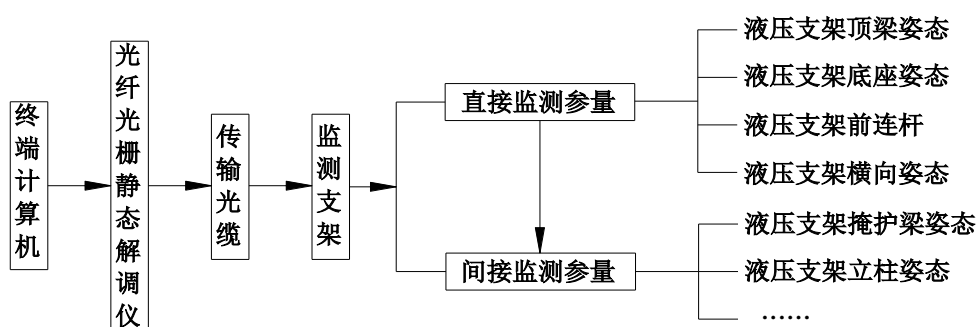 终端计算机
光纤光栅静态解调仪
传输光缆
监测支架
直接监测参量
液压支架顶梁姿态
液压支架底座姿态
液压支架前连杆
液压支架横向姿态
间接监测参量
液压支架掩护梁姿态
液压支架立柱姿态
……